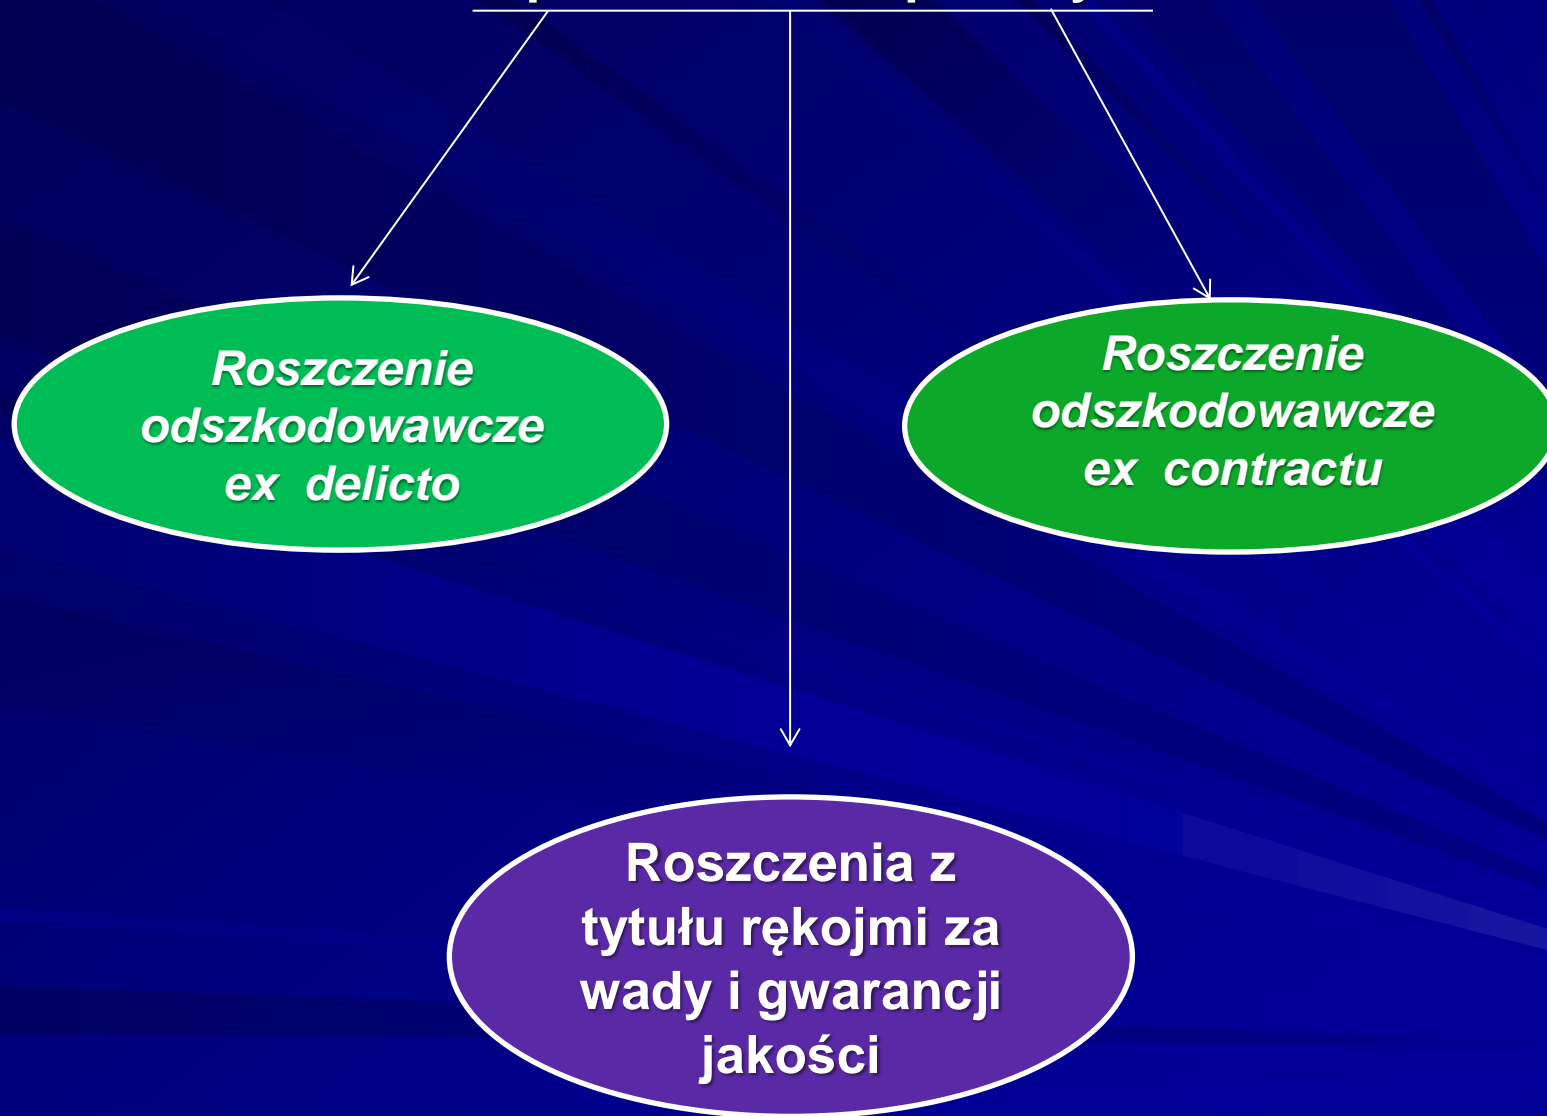 Roszczenie
odszkodowawcze
ex delicto
Roszczenie
odszkodowawcze
ex contractu
Roszczenia z
tytułu rękojmi za
wady i gwarancji
jakości